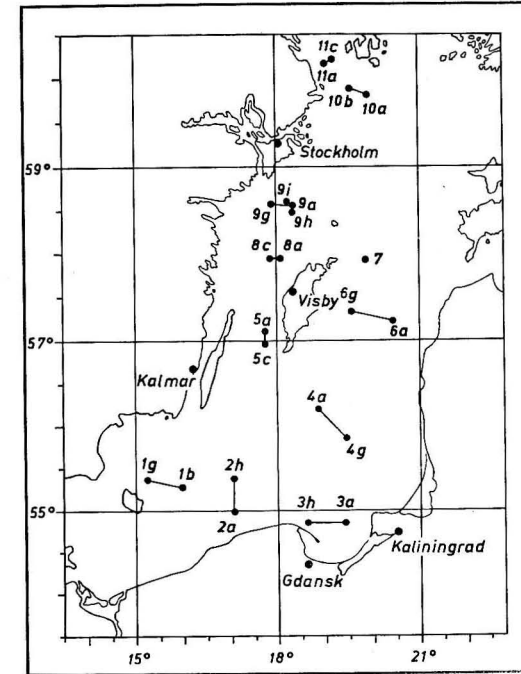 11c
11a
10b 10a
59°
Stockholm
9i
9g 9a
9h
8c 8a
7
Visby
6g
6a
5a
5c
57°
Kalmar
4a
4g
1g 1b
2h
2a
3h 3a
55°
Kaliningrad
Gdansk
15° 18° 21°